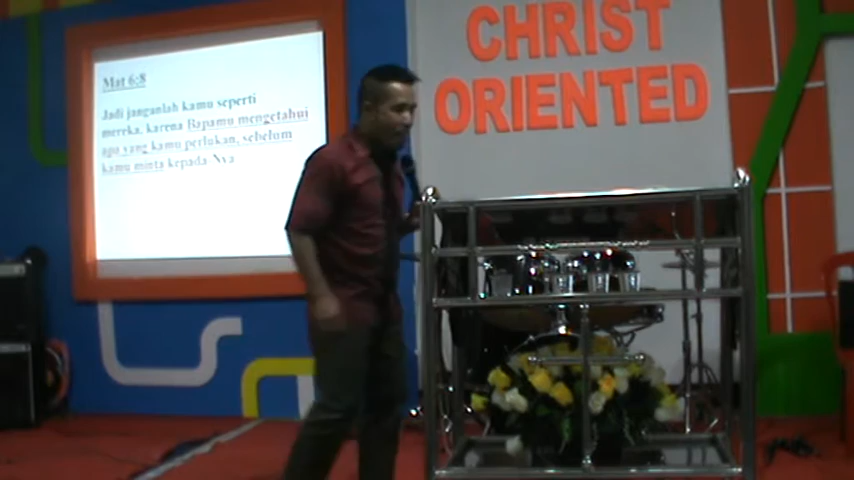 Mat 6:8
Jadi janganlah kamu seperti
mereka, karena Bapamu mengetahui
apa yang kamu perlukan, sebelum
kamu minta kepada Nya
CHRIST
ORIENTED